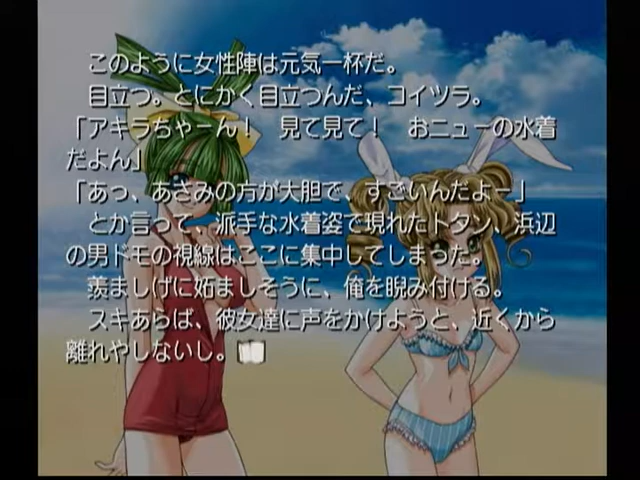 このように女性陣は元気一杯だ。
目立つ。とにかく目立つんだ、コイツラ。
「アキラちゃーん！　見て見て！　おニューの水着
だよん」
「あっ、あさみの方が大胆で、すごいんだよー」
とか言って、派手な水着姿で現れたトタン、浜辺
の男ドモの視線はここに集中してしまった。
羨ましげに妬ましそうに、俺を睨み付ける。
スキあらば、彼女達に声をかけようと、近くから
離れやしないし。